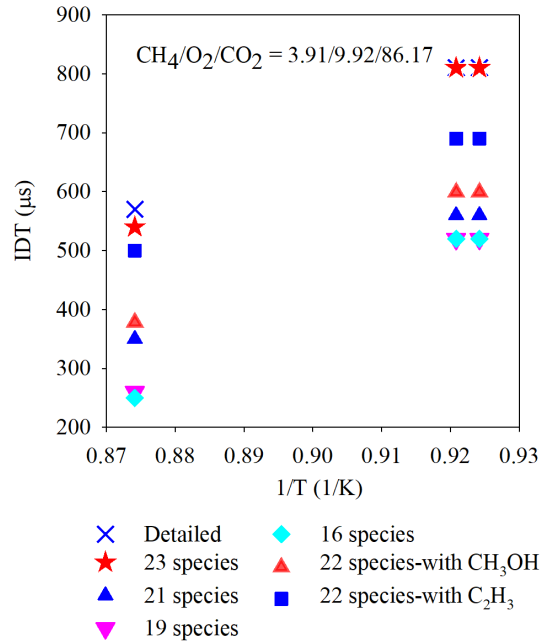 900
CH₄/O₂/CO₂ = 3.91/9.92/86.17
800
700
600
500
400
300
200
IDT (μs)
0.87 0.88 0.89 0.90 0.91 0.92 0.93
1/T (1/K)
Detailed
16 species
23 species
22 species-with CH₃OH
21 species
22 species-with C₂H₃
19 species